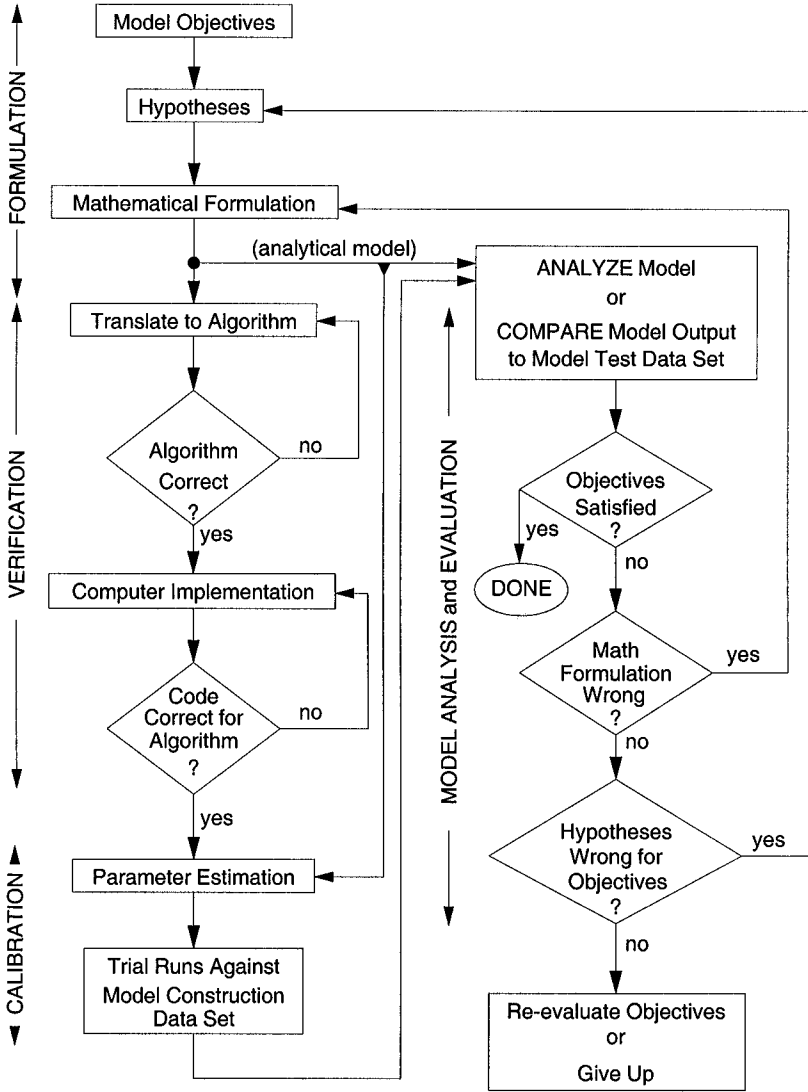 FORMULATION
VERIFICATION
CALIBRATION
Model Objectives
Hypotheses
Mathematical Formulation
(analytical model)
Translate to Algorithm
Algorithm
Correct
?
no
yes
Computer Implementation
Code
Correct for
Algorithm
?
no
yes
Parameter Estimation
Trial Runs Against
Model Construction
Data Set
MODEL ANALYSIS and EVALUATION
ANALYZE Model
or
COMPARE Model Output
to Model Test Data Set
Objectives
Satisfied
?
yes
no
DONE
Math
Formulation
Wrong
?
yes
no
Hypotheses
Wrong for
Objectives
?
yes
no
Re-evaluate Objectives
or
Give Up